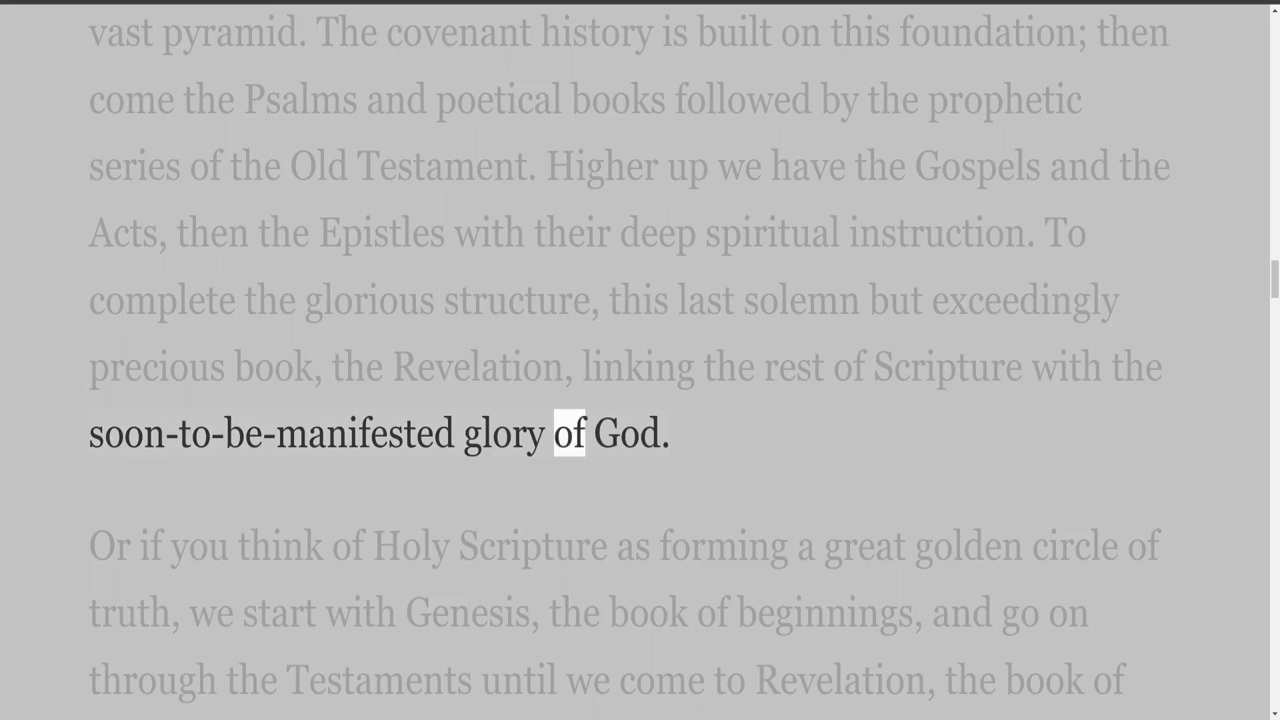 vast pyramid. The covenant history is built on this foundation; then
come the Psalms and poetical books followed by the prophetic
series of the Old Testament. Higher up we have the Gospels and the
Acts, then the Epistles with their deep spiritual instruction. To
complete the glorious structure, this last solemn but exceedingly
precious book, the Revelation, linking the rest of Scripture with the
soon-to-be-manifested glory of God.
Or if you think of Holy Scripture as forming a great golden circle of
truth, we start with Genesis, the book of beginnings, and go on
through the Testaments until we come to Revelation, the book of